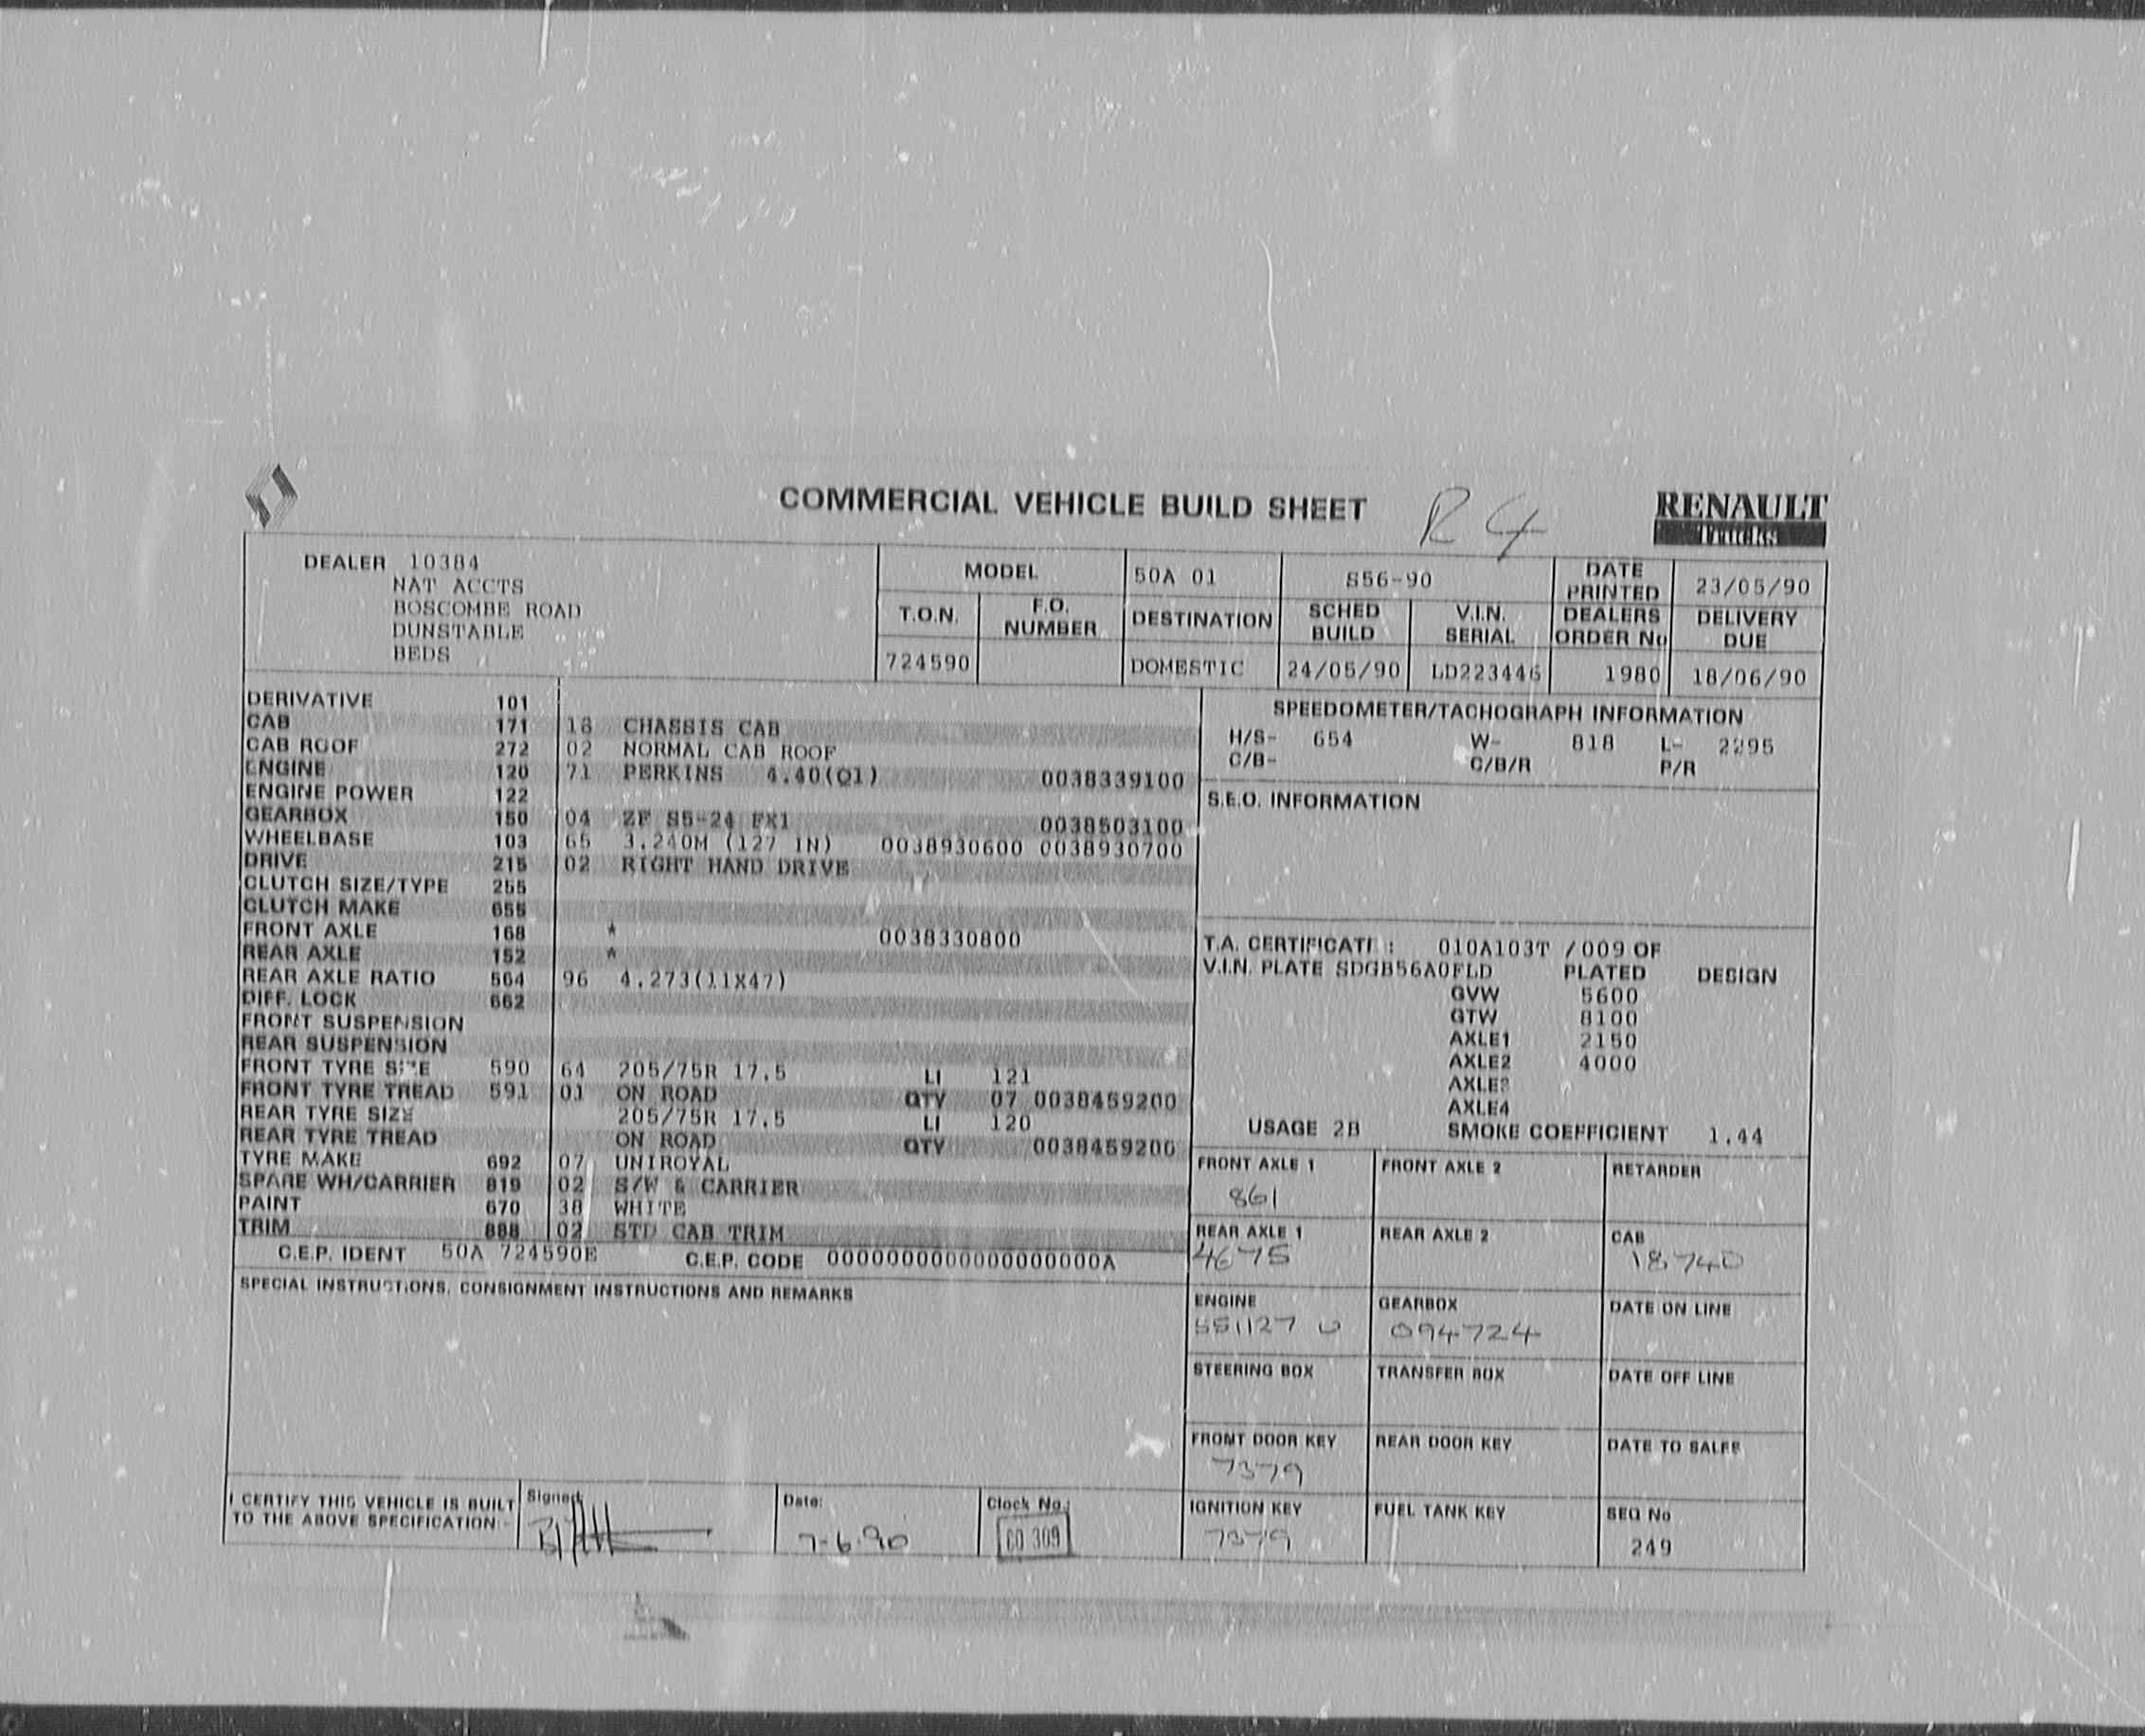 COMMERCIAL VEHICLE BUILD SHEET R4 RENAULT
Trucks
DEALER 10384
NAT ACCTS
BOSCOMBE ROAD
DUNSTABLE
BEDS
MODEL 50A 01 S56-90 DATE PRINTED 23/05/90
T.O.N. F.O. NUMBER DESTINATION SCHED BUILD V.I.N. SERIAL DEALERS ORDER No DELIVERY DUE
724590 DOMESTIC 24/05/90 LD223446 1980 18/06/90
DERIVATIVE 101
CAB 171 18 CHASSIS CAB
CAB ROOF 272 02 NORMAL CAB ROOF
ENGINE 120 71 PERKINS 4.40(Q1) 0038339100
ENGINE POWER 122
GEARBOX 150 04 ZF S5-24 FX1 0038503100
WHEELBASE 103 65 3.240M (127 IN) 0038930600 0038930700
DRIVE 215 02 RIGHT HAND DRIVE
CLUTCH SIZE/TYPE 255
CLUTCH MAKE 655
FRONT AXLE 168 * 0038330800
REAR AXLE 152 *
REAR AXLE RATIO 564 96 4.273(11X47)
DIFF. LOCK 662
FRONT SUSPENSION
REAR SUSPENSION
FRONT TYRE SIZE 590 64 205/75R 17.5 LI 121
FRONT TYRE TREAD 591 01 ON ROAD QTY 07 0038459200
REAR TYRE SIZE 205/75R 17.5 LI 120
REAR TYRE TREAD ON ROAD QTY 0038459200
TYRE MAKE 692 07 UNIROYAL
SPARE WH/CARRIER 819 02 S/W & CARRIER
PAINT 670 38 WHITE
TRIM 888 02 STD CAB TRIM
C.E.P. IDENT 50A 724590E C.E.P. CODE 0000000000000000000A
SPECIAL INSTRUCTIONS, CONSIGNMENT INSTRUCTIONS AND REMARKS
SPEEDOMETER/TACHOGRAPH INFORMATION
H/S- 654 W- 818 L- 2295
C/B- C/B/R P/R
S.E.O. INFORMATION
T.A. CERTIFICATE : 010A103T /009 OF
V.I.N. PLATE SDGB56A0FLD PLATED DESIGN
GVW 5600
GTW 8100
AXLE1 2150
AXLE2 4000
AXLE3
AXLE4
USAGE 2B SMOKE COEFFICIENT 1.44
FRONT AXLE 1 FRONT AXLE 2 RETARDER
861
REAR AXLE 1 REAR AXLE 2 CAB
4675 18740
ENGINE GEARBOX DATE ON LINE
551127 U 094724
STEERING BOX TRANSFER BOX DATE OFF LINE
FRONT DOOR KEY REAR DOOR KEY DATE TO SALES
7379
IGNITION KEY FUEL TANK KEY SEQ No
7379 249
I CERTIFY THIS VEHICLE IS BUILT
TO THE ABOVE SPECIFICATION:-
Signed:
Date:
7-6-90
Clock No.:
CO 309